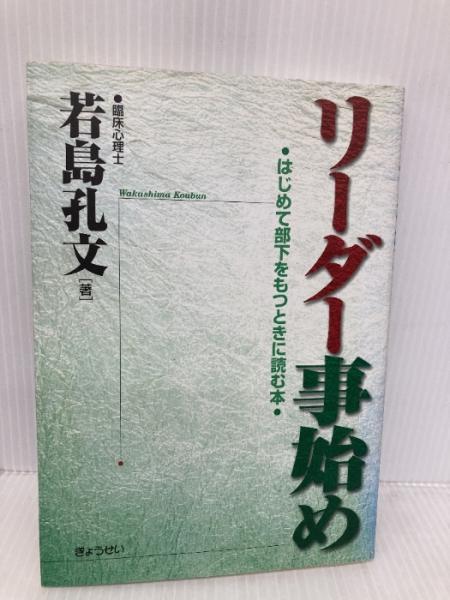 リーダー事始め
●はじめて部下をもつときに読む本●
●臨床心理士
若島孔文[著]
Wakashima Koubun
ぎょうせい